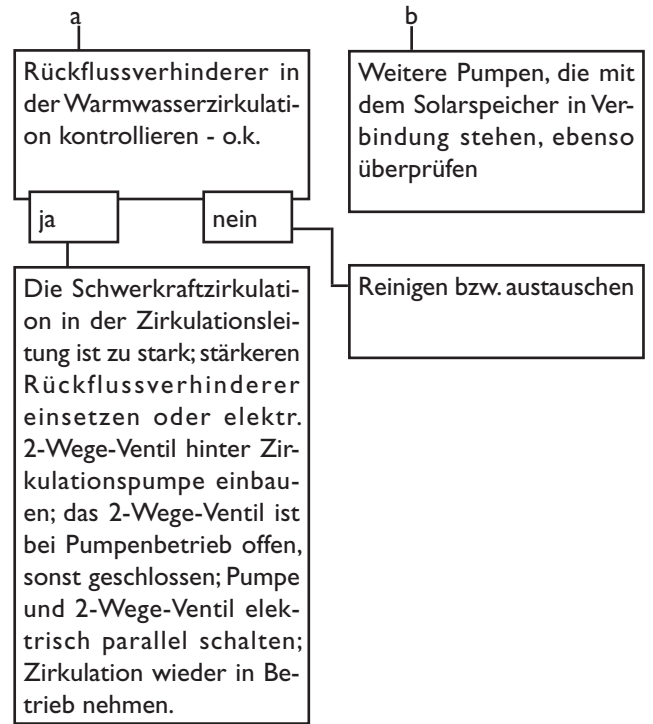 a
Rückflussverhinderer in
der Warmwasserzirkulati-
on kontrollieren - o.k.
ja
nein
Die Schwerkraftzirkulati-
on in der Zirkulationslei-
tung ist zu stark; stärkeren
Rückflussverhinderer
einsetzen oder elektr.
2-Wege-Ventil hinter Zir-
kulationspumpe einbau-
en; das 2-Wege-Ventil ist
bei Pumpenbetrieb offen,
sonst geschlossen; Pumpe
und 2-Wege-Ventil elek-
trisch parallel schalten;
Zirkulation wieder in Be-
trieb nehmen.
b
Weitere Pumpen, die mit
dem Solarspeicher in Ver-
bindung stehen, ebenso
überprüfen
Reinigen bzw. austauschen